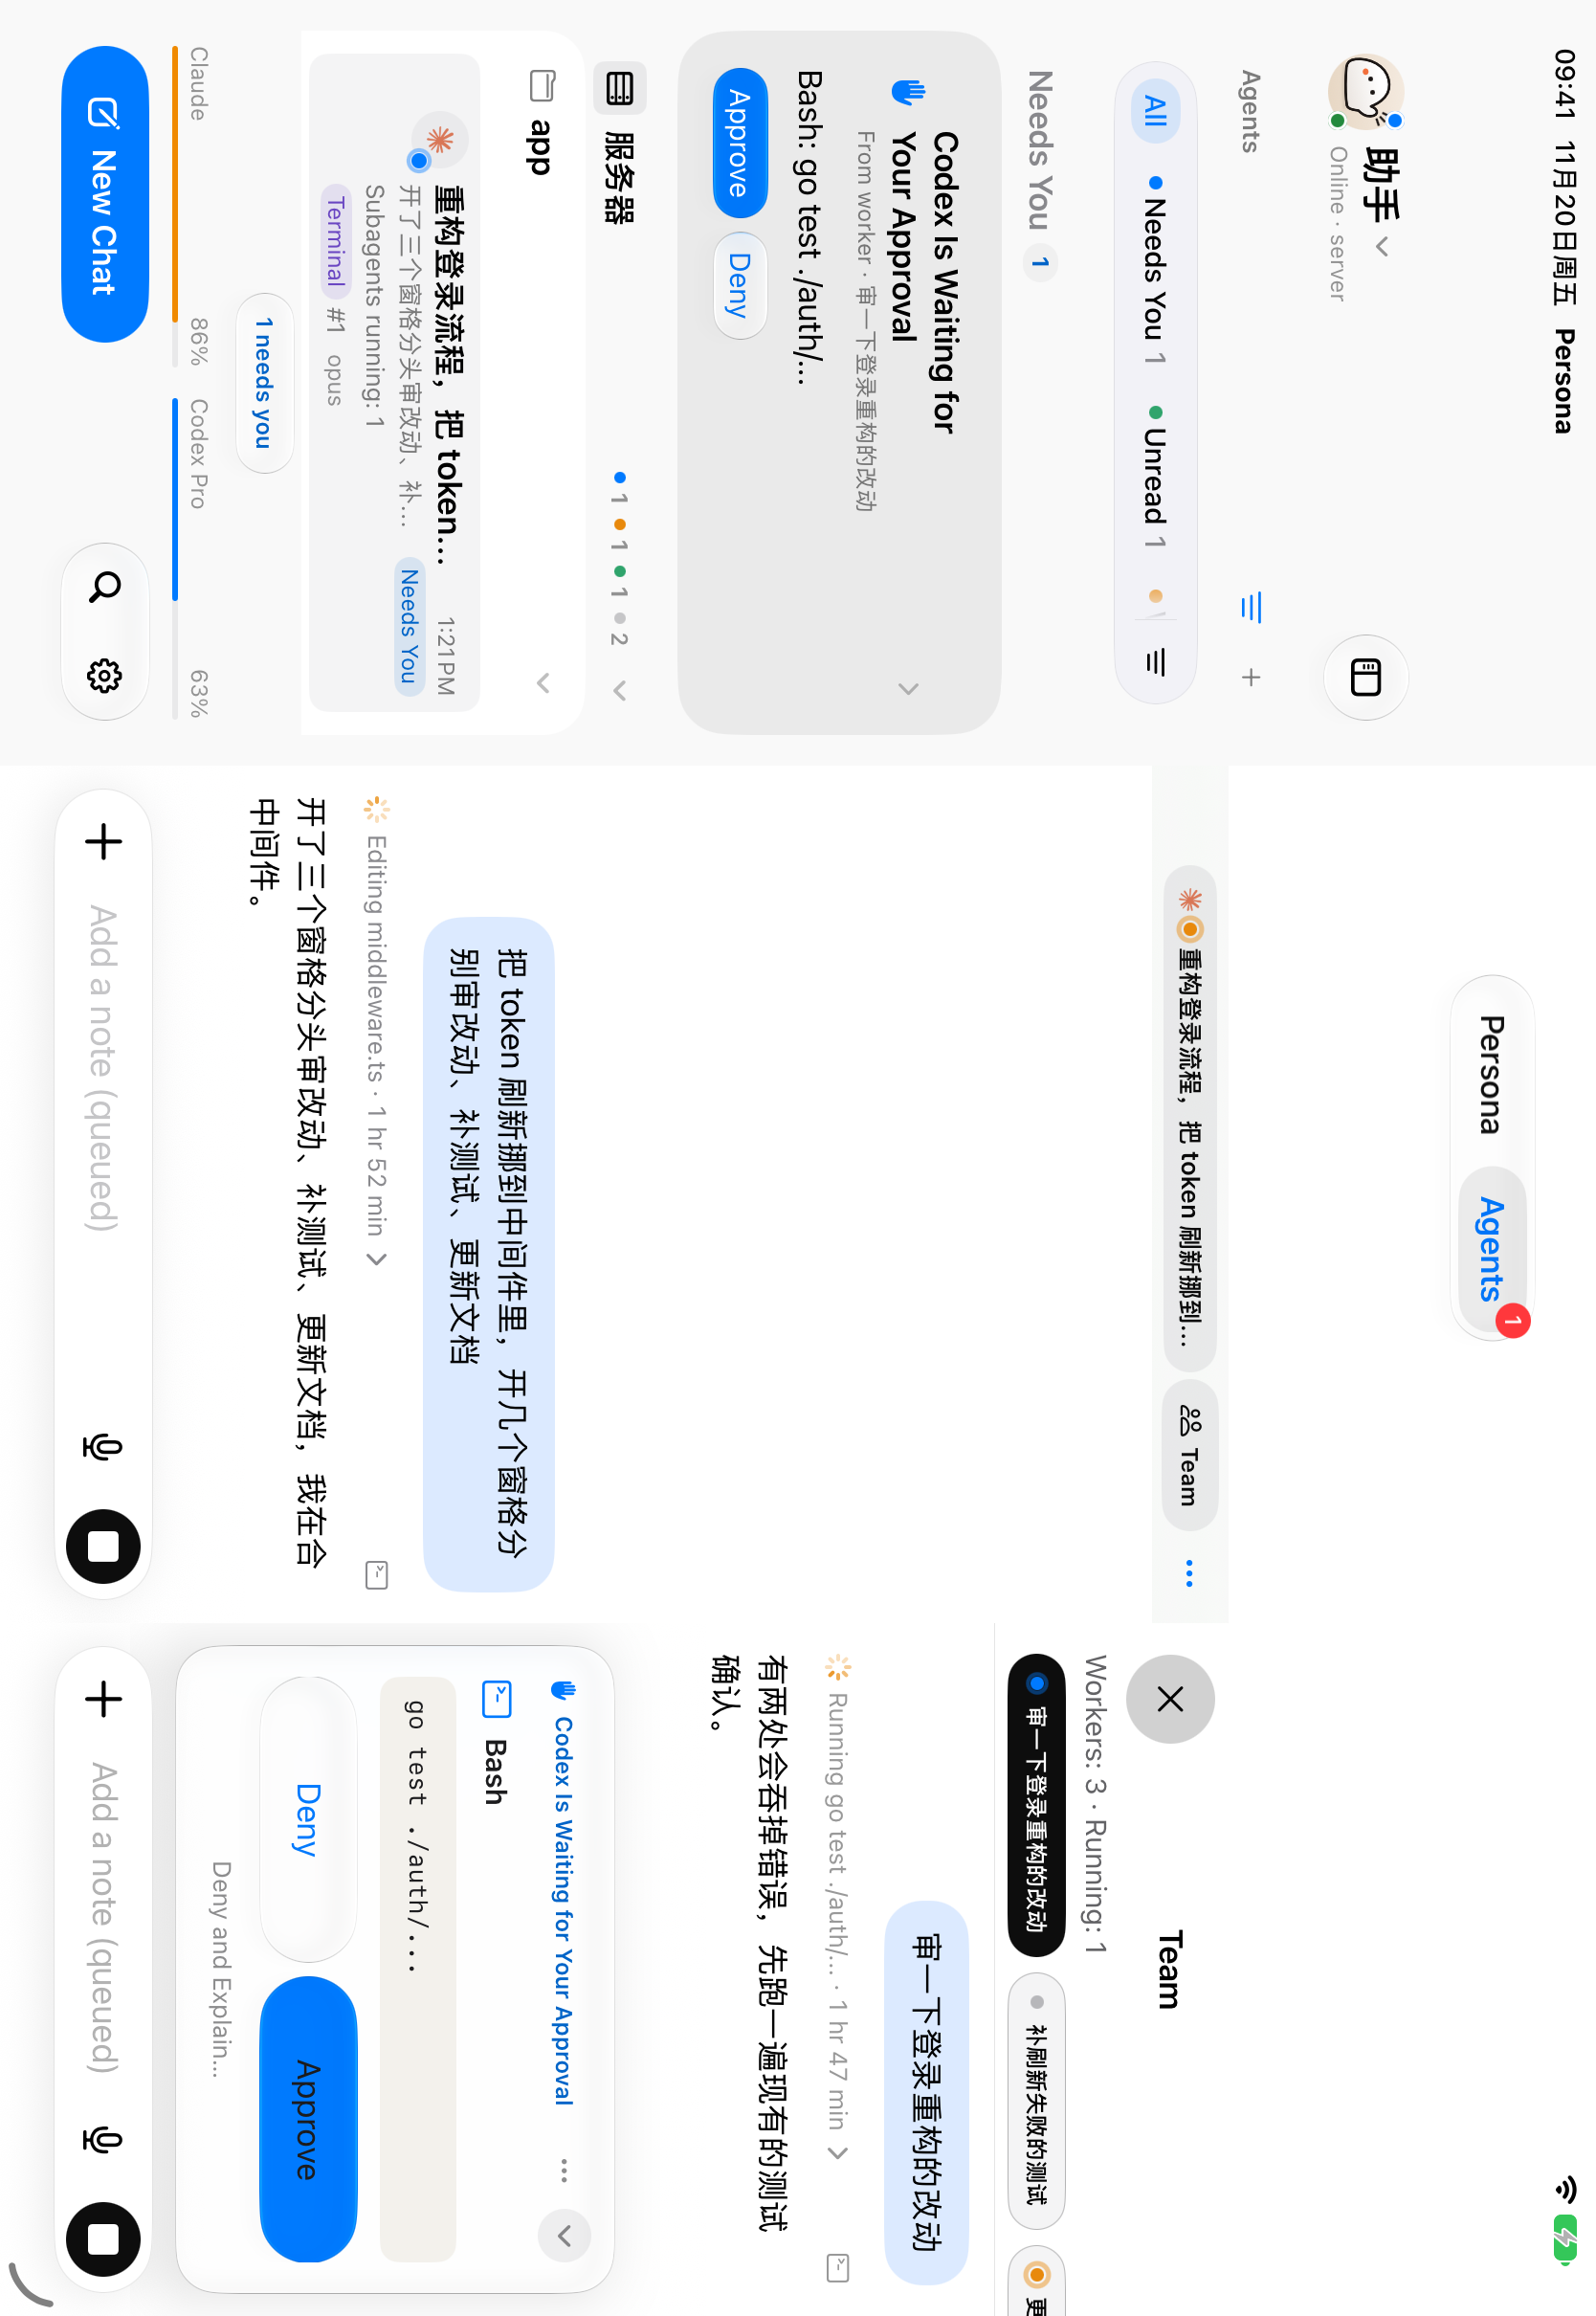 09:41 11月20日周五 Persona
助手
Online · server
Agents
All
Needs You 1
Unread 1
Needs You 1
Codex Is Waiting for
Your Approval
From worker · 审一下登录重构的改动
Bash: go test ./auth/...
Approve
Deny
服务器
1 1 1 2
app
重构登录流程，把 token... 1:21 PM
开了三个窗格分头审改动、补... Needs You
Subagents running: 1
Terminal #1 opus
1 needs you
Claude 86%
Codex Pro 63%
New Chat
Persona
Agents
1
重构登录流程，把 token 刷新挪到...
Team
把 token 刷新挪到中间件里，开几个窗格分
别审改动、补测试、更新文档
Editing middleware.ts · 1 hr 52 min
开了三个窗格分头审改动、补测试、更新文档，我在合
中间件。
Add a note (queued)
Team
Workers: 3 · Running: 1
审一下登录重构的改动
补刷新失败的测试
更
审一下登录重构的改动
Running go test ./auth/... · 1 hr 47 min
有两处会吞掉错误，先跑一遍现有的测试
确认。
Codex Is Waiting for Your Approval
Bash
go test ./auth/...
Deny
Approve
Deny and Explain...
Add a note (queued)